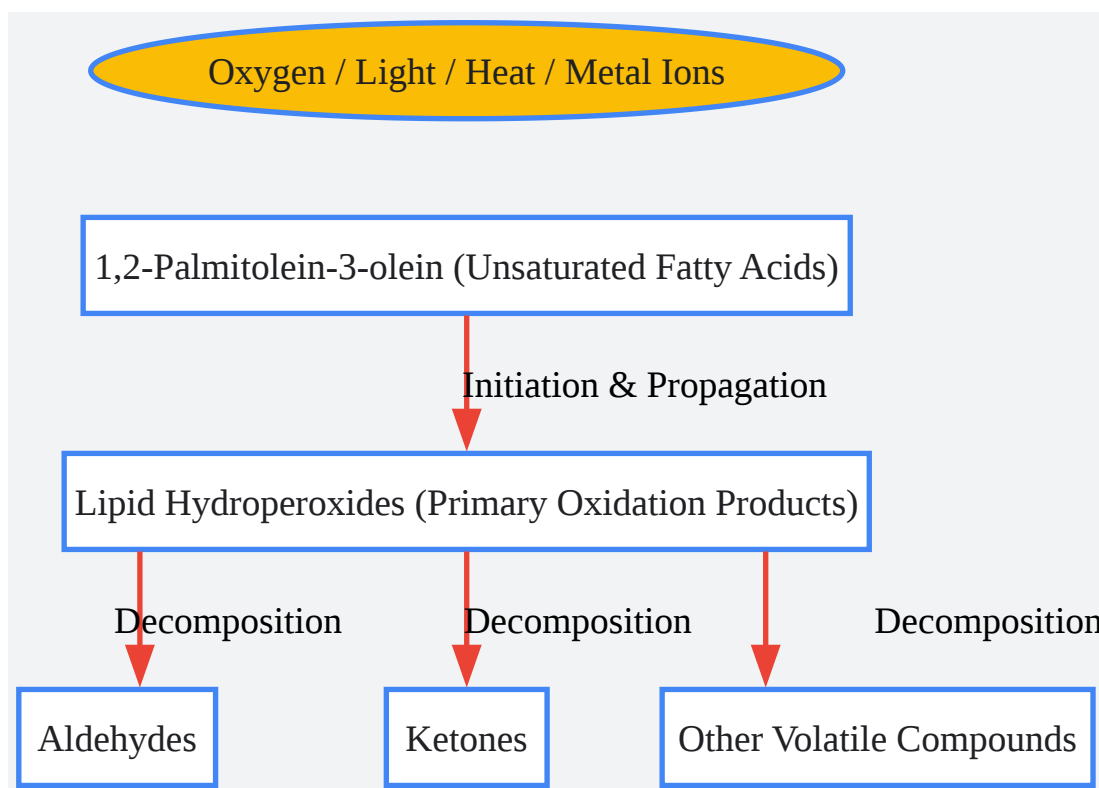 Oxygen / Light / Heat / Metal Ions
1,2-Palmitolein-3-olein (Unsaturated Fatty Acids)
Initiation & Propagation
Lipid Hydroperoxides (Primary Oxidation Products)
Decomposition
Decomposition
Decomposition
Aldehydes
Ketones
Other Volatile Compounds